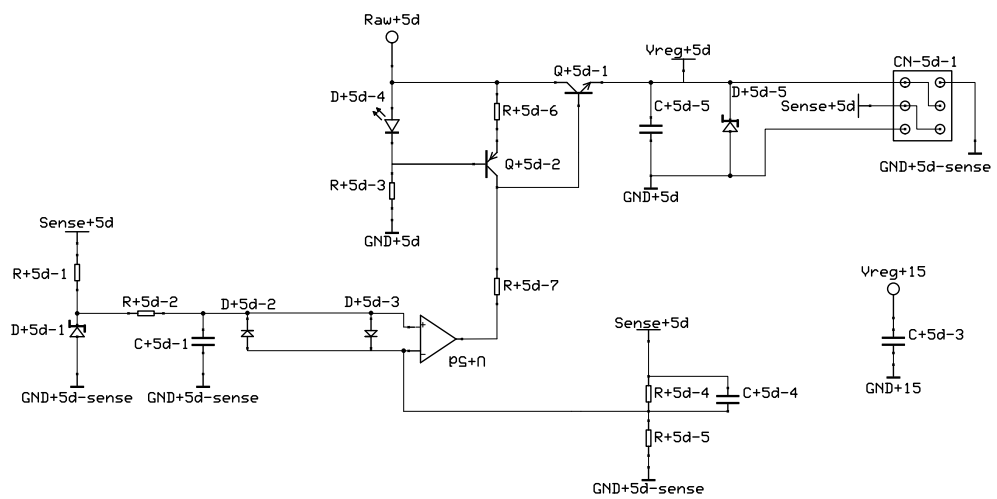 Raw+5d
Vreg+5d
Q+5d-1
CN-5d-1
D+5d-4
R+5d-6
C+5d-5
D+5d-5
Sense+5d
Q+5d-2
GND+5d-sense
R+5d-3
GND+5d
GND+5d
Sense+5d
R+5d-1
Vreg+15
R+5d-7
R+5d-2
D+5d-2
D+5d-3
D+5d-1
C+5d-1
+
-
U+5d
Sense+5d
C+5d-3
GND+5d-sense
GND+5d-sense
R+5d-4
C+5d-4
GND+15
R+5d-5
GND+5d-sense